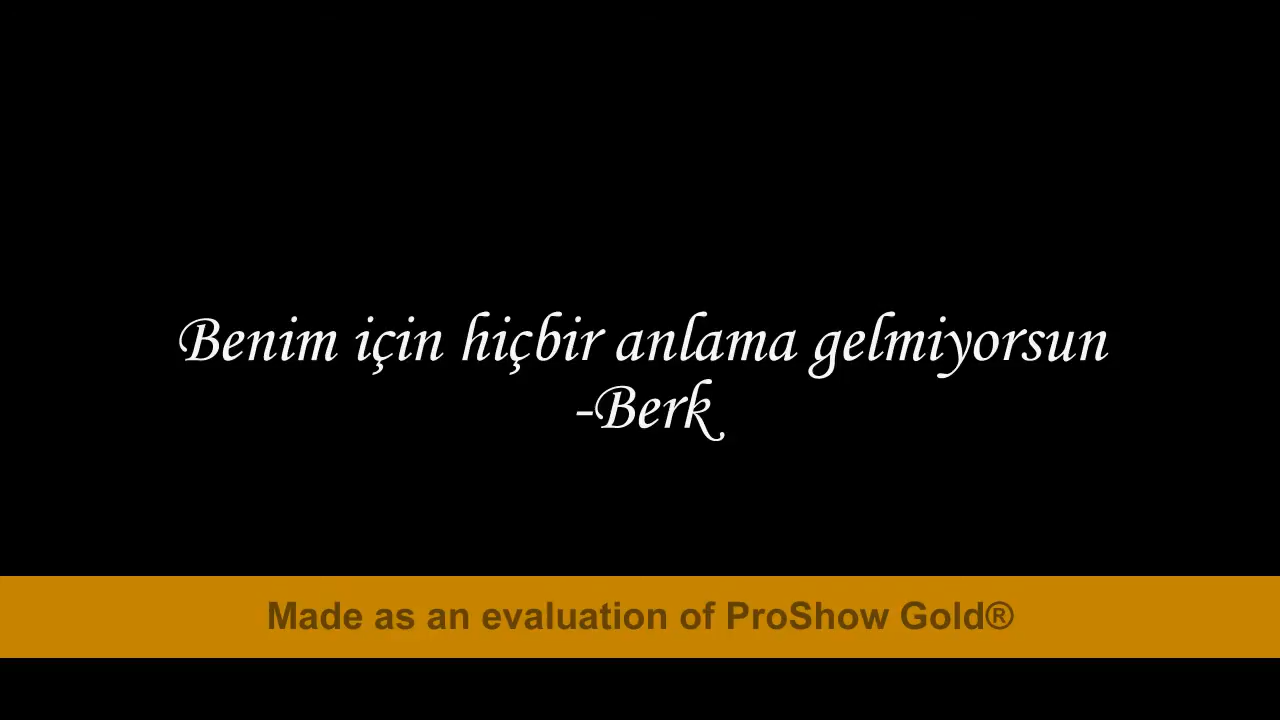 Benim için hiçbir anlama gelmiyorsun
-Berk
Made as an evaluation of ProShow Gold®